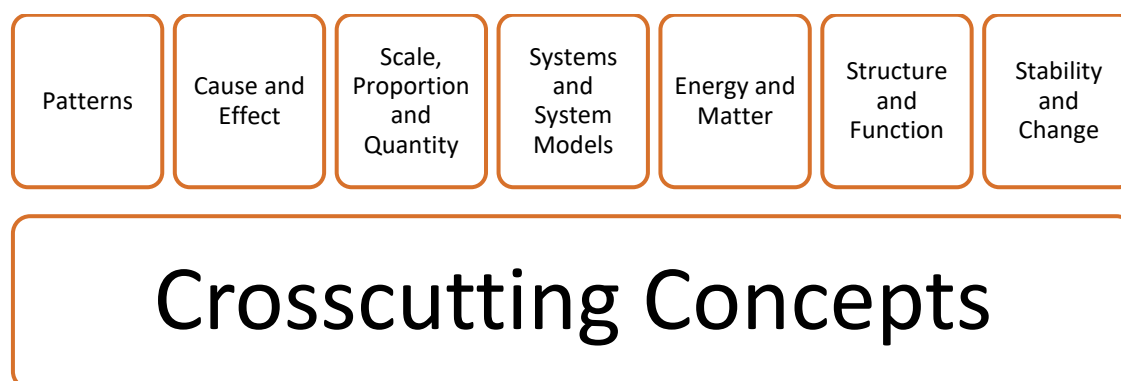 Patterns
Cause and
Effect
Scale,
Proportion
and
Quantity
Systems
and
System
Models
Energy and
Matter
Structure
and
Function
Stability
and
Change
Crosscutting Concepts